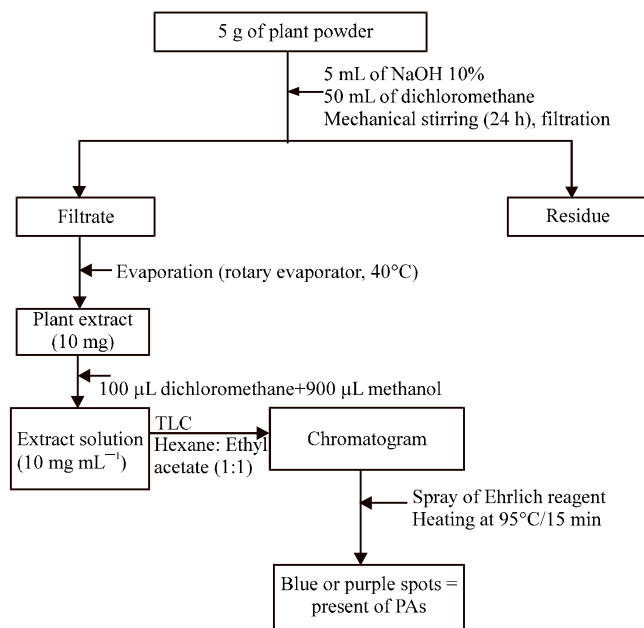 5 g of plant powder
5 mL of NaOH 10%
50 mL of dichloromethane
Mechanical stirring (24 h), filtration
Filtrate
Residue
Evaporation (rotary evaporator, 40°C)
Plant extract
(10 mg)
100 µL dichloromethane+900 µL methanol
Extract solution
(10 mg mL⁻¹)
TLC
Hexane: Ethyl
acetate (1:1)
Chromatogram
Spray of Ehrlich reagent
Heating at 95°C/15 min
Blue or purple spots =
present of PAs